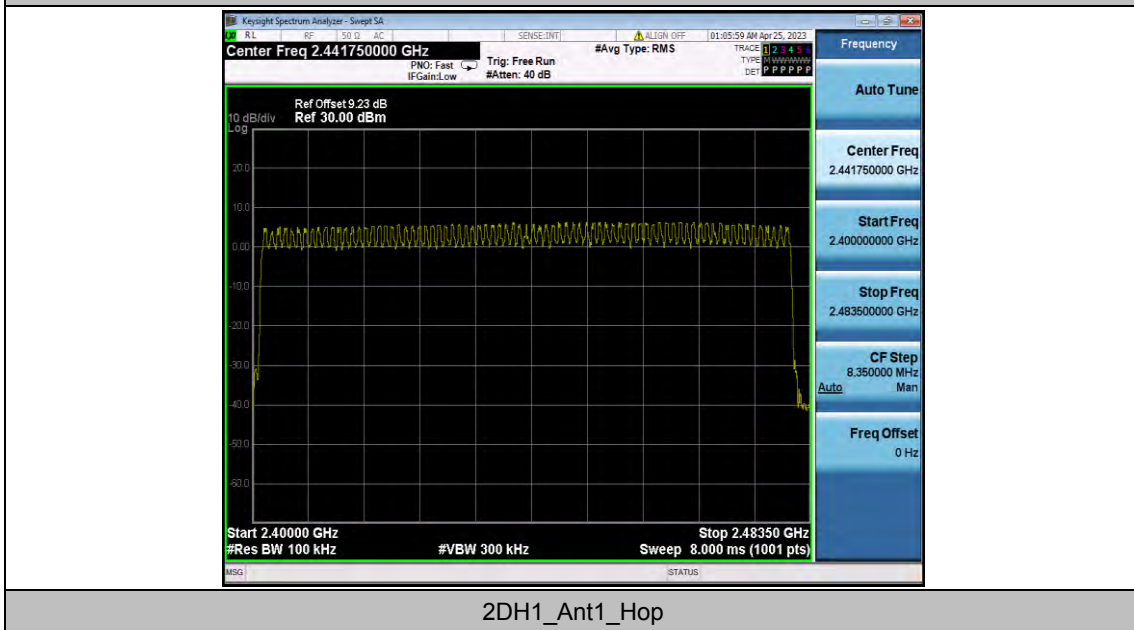 Keysight Spectrum Analyzer - Swept SA
RL RF 50 Ω AC SENSE:INT ALIGN OFF 01:05:59 AM Apr 25, 2023
Center Freq 2.441750000 GHz
PNO: Fast
IFGain:Low
Trig: Free Run
#Atten: 40 dB
#Avg Type: RMS
TRACE 1 2 3 4 5 6
TYPE M WWWWW
DET P P P P P P
Ref Offset 9.23 dB
10 dB/div Ref 30.00 dBm
Log
20.0
10.0
0.00
-10.0
-20.0
-30.0
-40.0
-50.0
-60.0
Start 2.40000 GHz Stop 2.48350 GHz
#Res BW 100 kHz #VBW 300 kHz Sweep 8.000 ms (1001 pts)
MSG STATUS
Frequency
Auto Tune
Center Freq
2.441750000 GHz
Start Freq
2.400000000 GHz
Stop Freq
2.483500000 GHz
CF Step
8.350000 MHz
Auto Man
Freq Offset
0 Hz
2DH1_Ant1_Hop